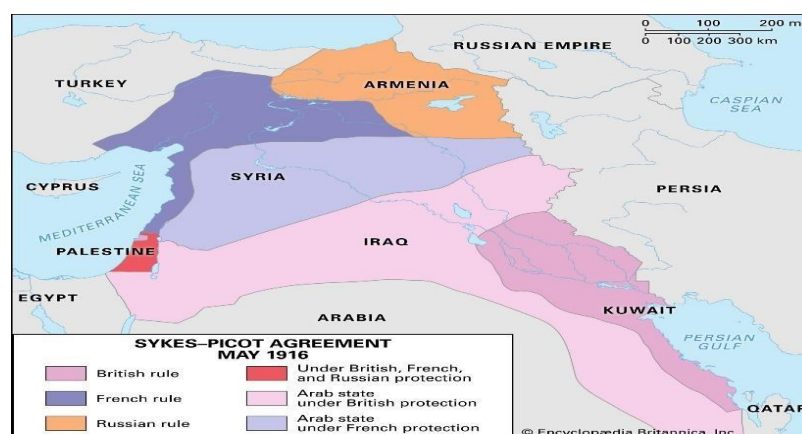 0 100 200 m
0 100 200 300 km
RUSSIAN EMPIRE
TURKEY
ARMENIA
CASPIAN
SEA
CYPRUS
SYRIA
MEDITERRANEAN SEA
PERSIA
PALESTINE
IRAQ
EGYPT
KUWAIT
ARABIA
PERSIAN
GULF
QATAR
SYKES–PICOT AGREEMENT
MAY 1916
British rule
Under British, French,
and Russian protection
French rule
Arab state
under British protection
Russian rule
Arab state
under French protection
© Encyclopædia Britannica, Inc.